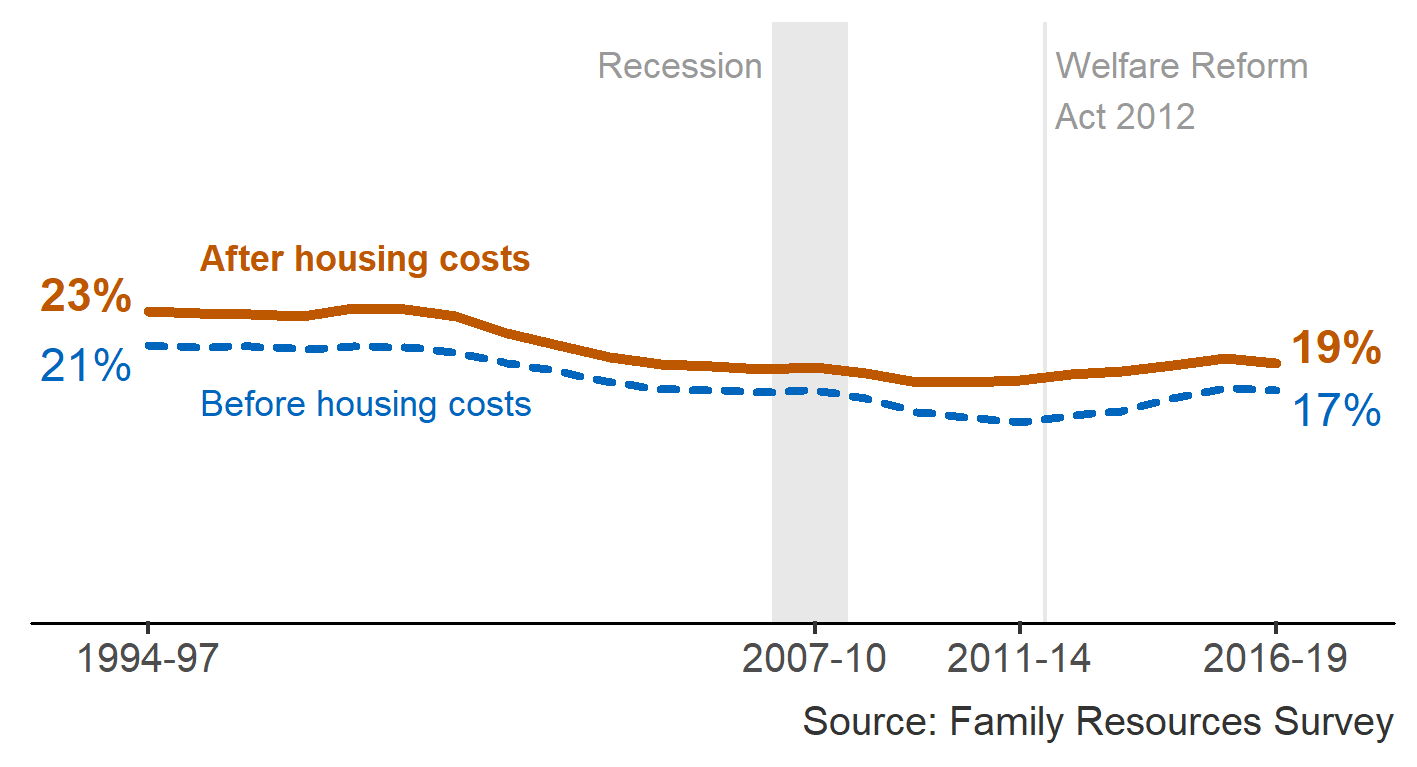 Recession
Welfare Reform
Act 2012
After housing costs
23%
21%
Before housing costs
19%
17%
1994-97
2007-10
2011-14
2016-19
Source: Family Resources Survey